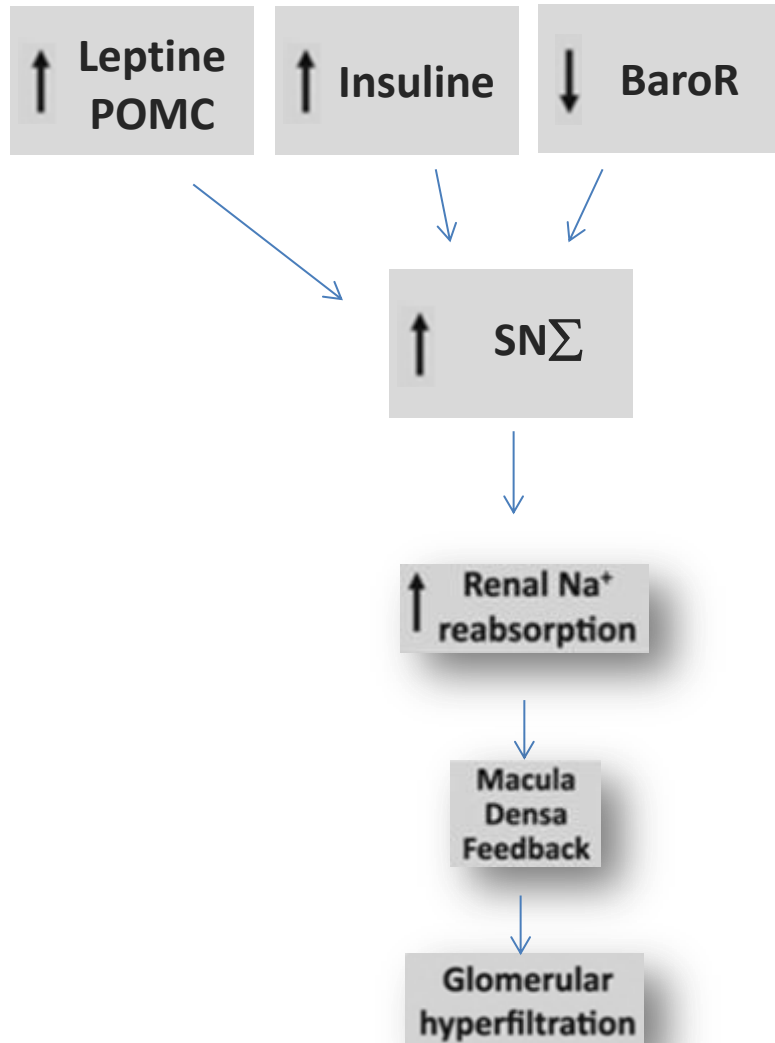 Leptine
POMC
Insuline
BaroR
SN∑
Renal Na⁺
reabsorption
Macula
Densa
Feedback
Glomerular
hyperfiltration